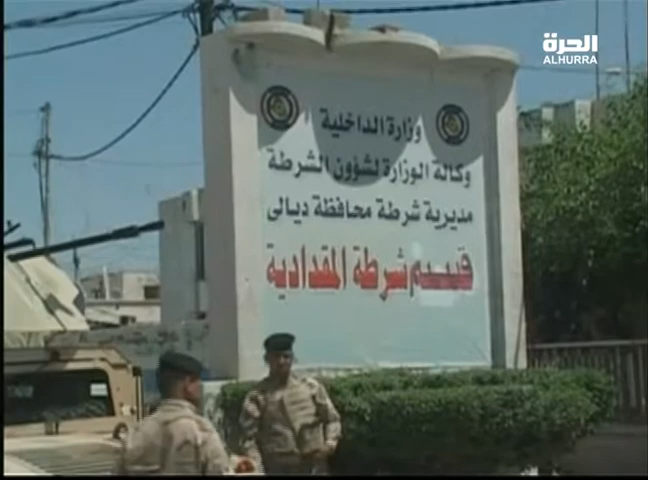 الحرة
ALHURRA
وزارة الداخلية
وكالة الوزارة لشؤون الشرطة
مديرية شرطة محافظة ديالى
قسم شرطة المقدادية